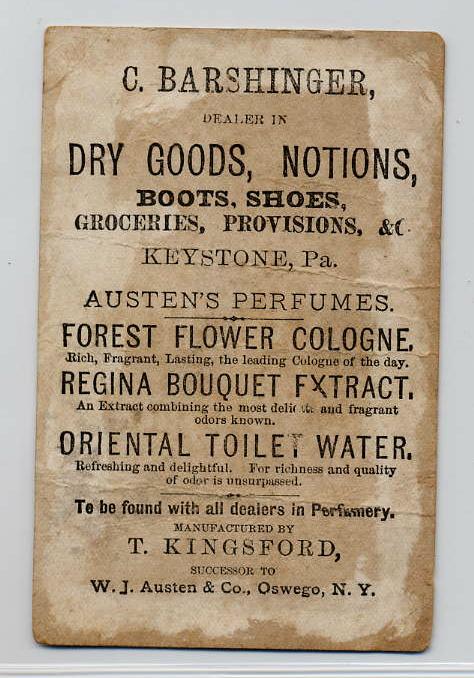 C. BARSHINGER,
DEALER IN
DRY GOODS, NOTIONS,
BOOTS, SHOES,
GROCERIES, PROVISIONS, &C
KEYSTONE, Pa.
AUSTEN'S PERFUMES.
FOREST FLOWER COLOGNE.
Rich, Fragrant, Lasting, the leading Cologne of the day.
REGINA BOUQUET EXTRACT.
An Extract combining the most delicate and fragrant
odors known.
ORIENTAL TOILET WATER.
Refreshing and delightful. For richness and quality
of odor is unsurpassed.
To be found with all dealers in Perfumery.
MANUFACTURED BY
T. KINGSFORD,
SUCCESSOR TO
W. J. Austen & Co., Oswego, N. Y.